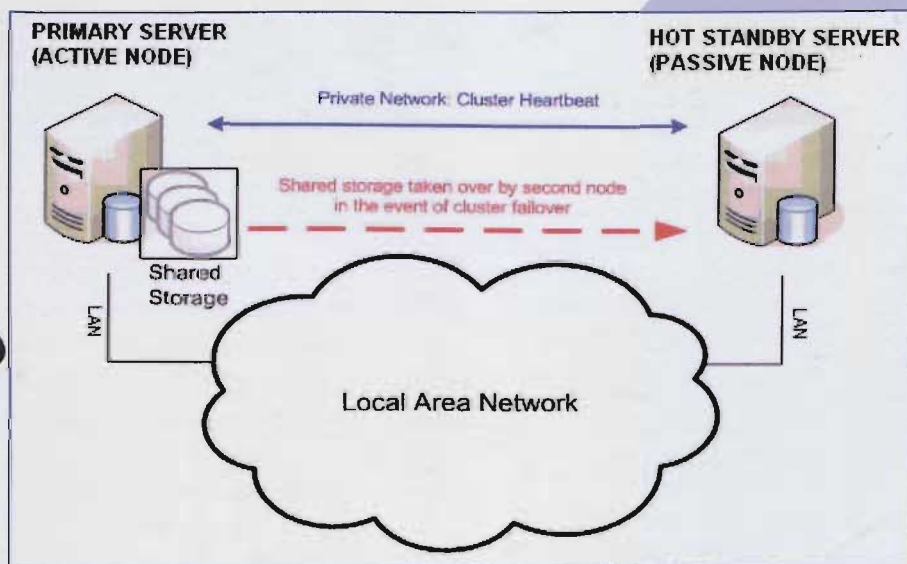 PRIMARY SERVER
(ACTIVE NODE)
HOT STANDBY SERVER
(PASSIVE NODE)
Private Network: Cluster Heartbeat
Shared storage taken over by second node
in the event of cluster failover
Shared
Storage
LAN
LAN
Local Area Network